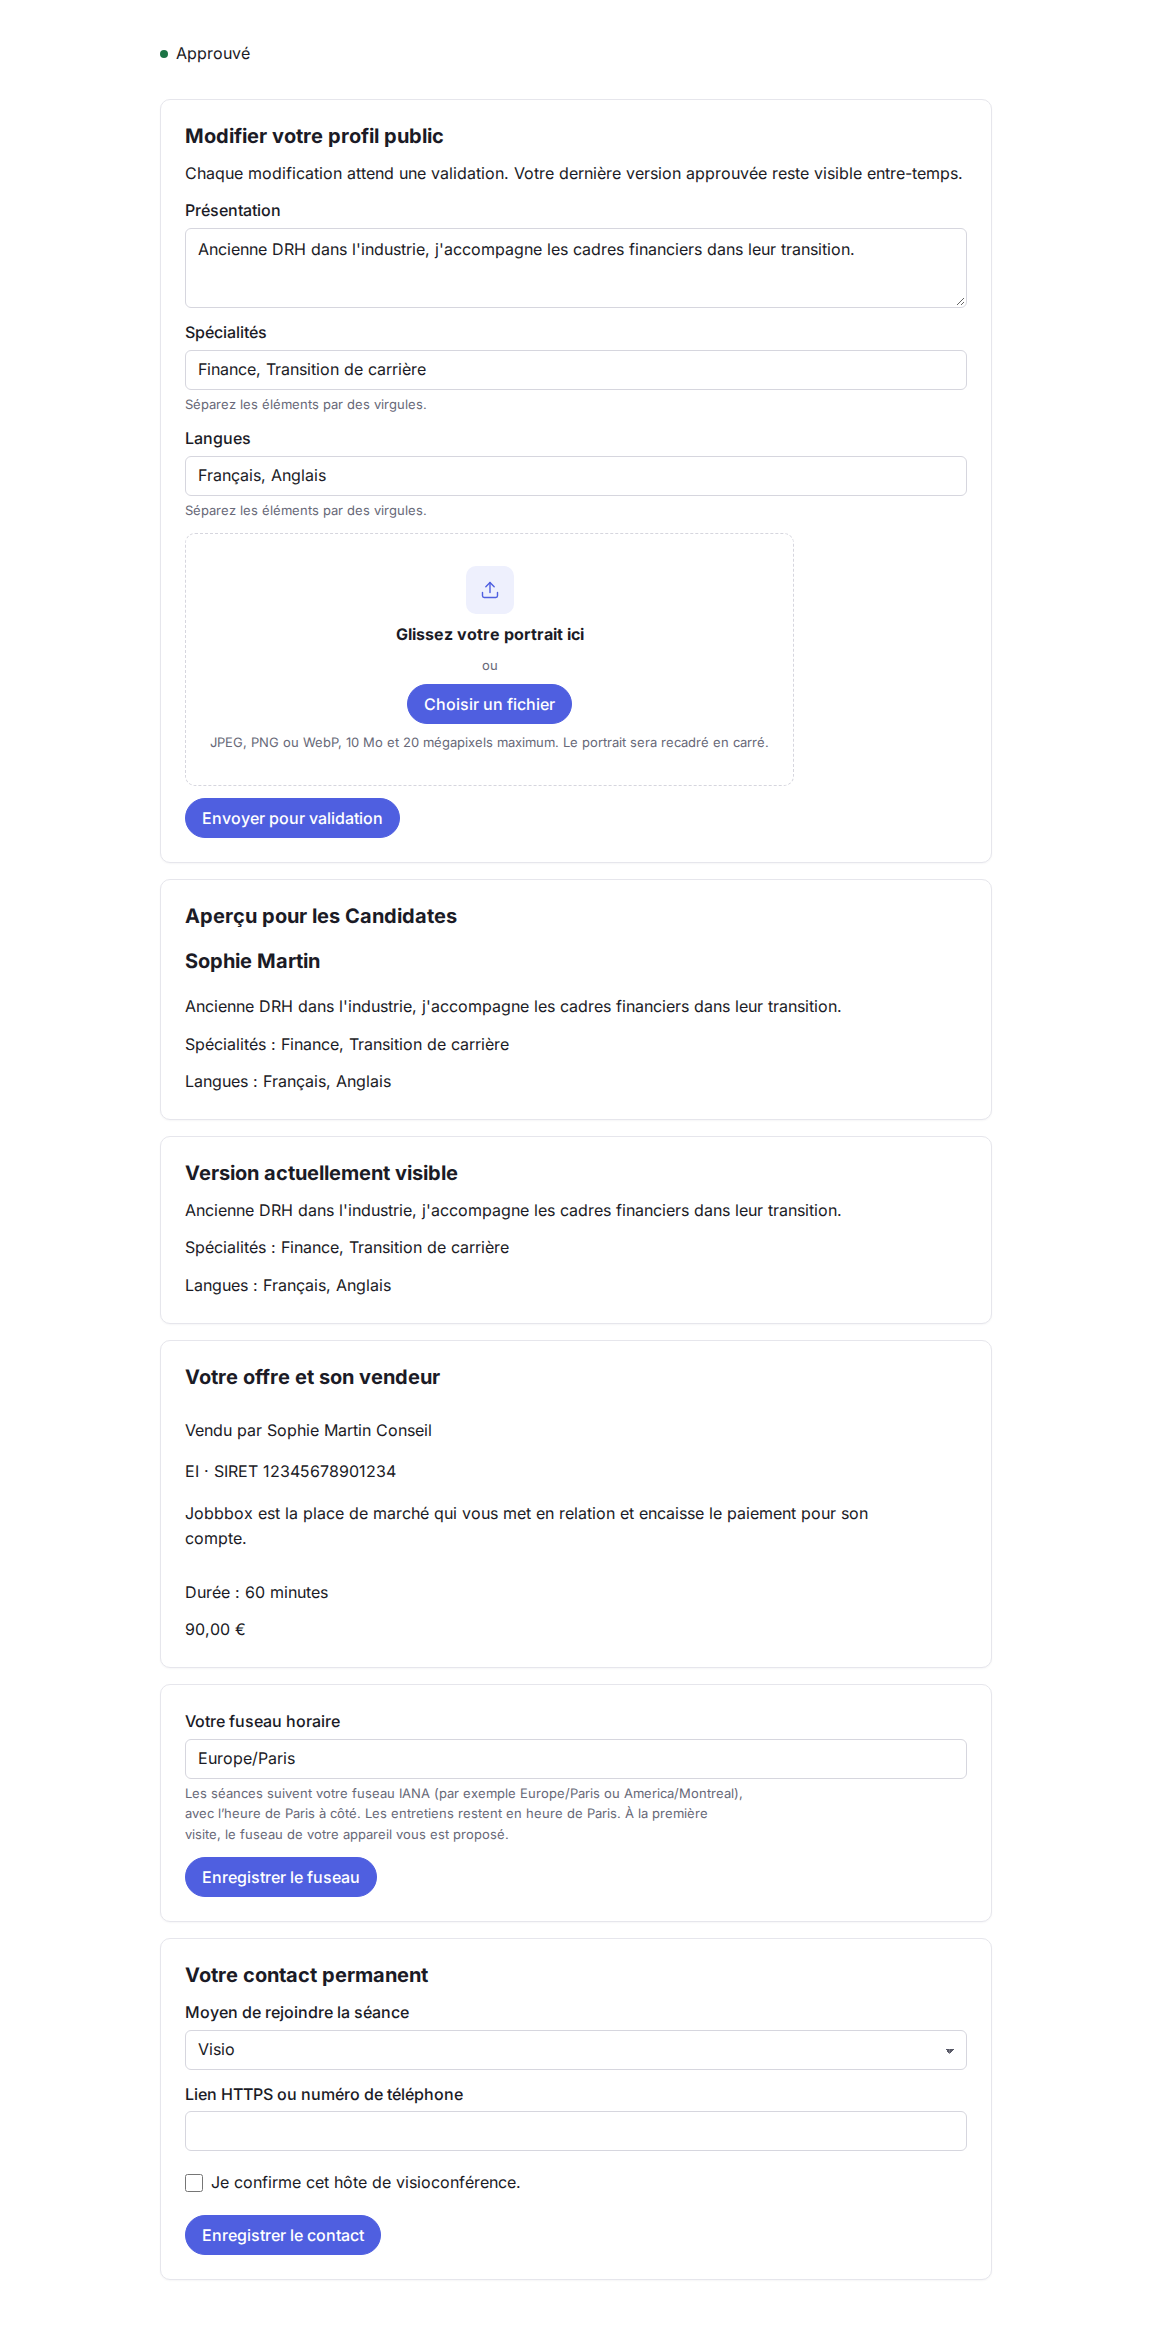 Approuvé
Modifier votre profil public
Chaque modification attend une validation. Votre dernière version approuvée reste visible entre-temps.
Présentation
Ancienne DRH dans l'industrie, j'accompagne les cadres financiers dans leur transition.
Spécialités
Finance, Transition de carrière
Séparez les éléments par des virgules.
Langues
Français, Anglais
Séparez les éléments par des virgules.
Glissez votre portrait ici
ou
Choisir un fichier
JPEG, PNG ou WebP, 10 Mo et 20 mégapixels maximum. Le portrait sera recadré en carré.
Envoyer pour validation
Aperçu pour les Candidates
Sophie Martin
Ancienne DRH dans l'industrie, j'accompagne les cadres financiers dans leur transition.
Spécialités : Finance, Transition de carrière
Langues : Français, Anglais
Version actuellement visible
Ancienne DRH dans l'industrie, j'accompagne les cadres financiers dans leur transition.
Spécialités : Finance, Transition de carrière
Langues : Français, Anglais
Votre offre et son vendeur
Vendu par Sophie Martin Conseil
EI · SIRET 12345678901234
Jobbbox est la place de marché qui vous met en relation et encaisse le paiement pour son
compte.
Durée : 60 minutes
90,00 €
Votre fuseau horaire
Europe/Paris
Les séances suivent votre fuseau IANA (par exemple Europe/Paris ou America/Montreal),
avec l’heure de Paris à côté. Les entretiens restent en heure de Paris. À la première
visite, le fuseau de votre appareil vous est proposé.
Enregistrer le fuseau
Votre contact permanent
Moyen de rejoindre la séance
Visio
Lien HTTPS ou numéro de téléphone
Je confirme cet hôte de visioconférence.
Enregistrer le contact